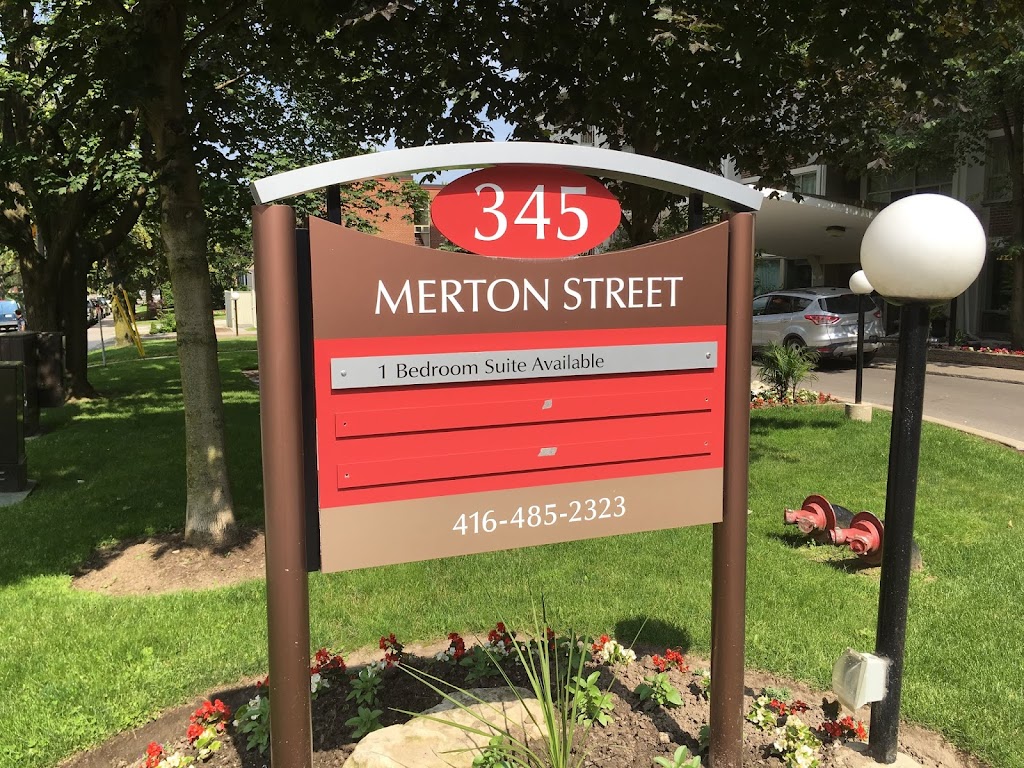 345
MERTON STREET
1 Bedroom Suite Available
416-485-2323